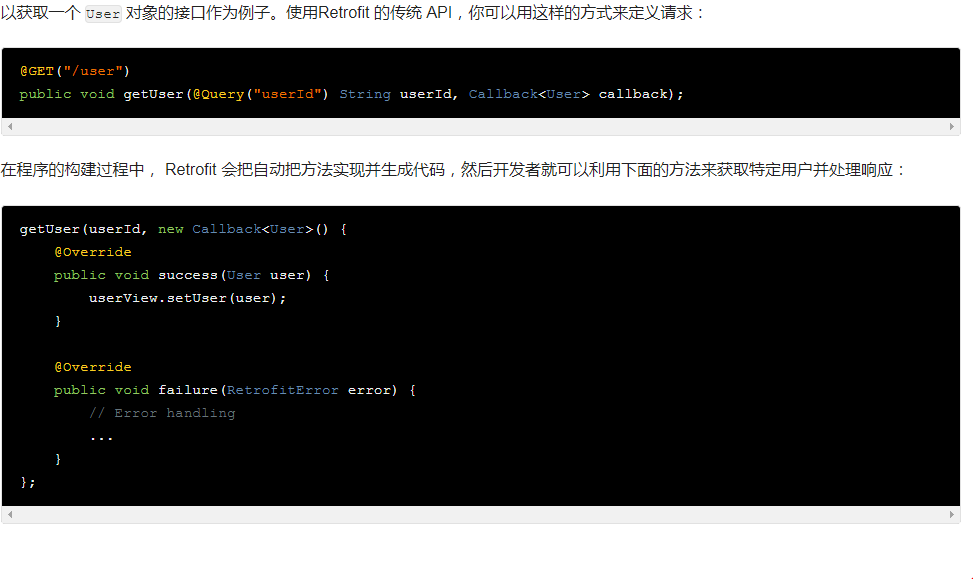 以获取一个 User 对象的接口作为例子。使用Retrofit 的传统 API，你可以用这样的方式来定义请求：
@GET("/user")
public void getUser(@Query("userId") String userId, Callback<User> callback);
在程序的构建过程中， Retrofit 会把自动把方法实现并生成代码，然后开发者就可以利用下面的方法来获取特定用户并处理响应：
getUser(userId, new Callback<User>() {
    @Override
    public void success(User user) {
        userView.setUser(user);
    }
    @Override
    public void failure(RetrofitError error) {
        // Error handling
        ...
    }
};